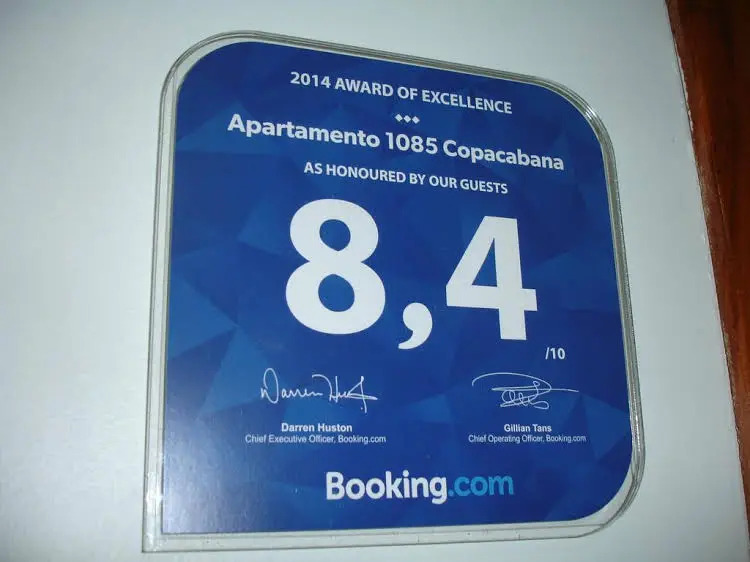 2014 AWARD OF EXCELLENCE
Apartamento 1085 Copacabana
AS HONOURED BY OUR GUESTS
8,4
/10
Darren Huston
Chief Executive Officer, Booking.com
Gillian Tans
Chief Operating Officer, Booking.com
Booking.com